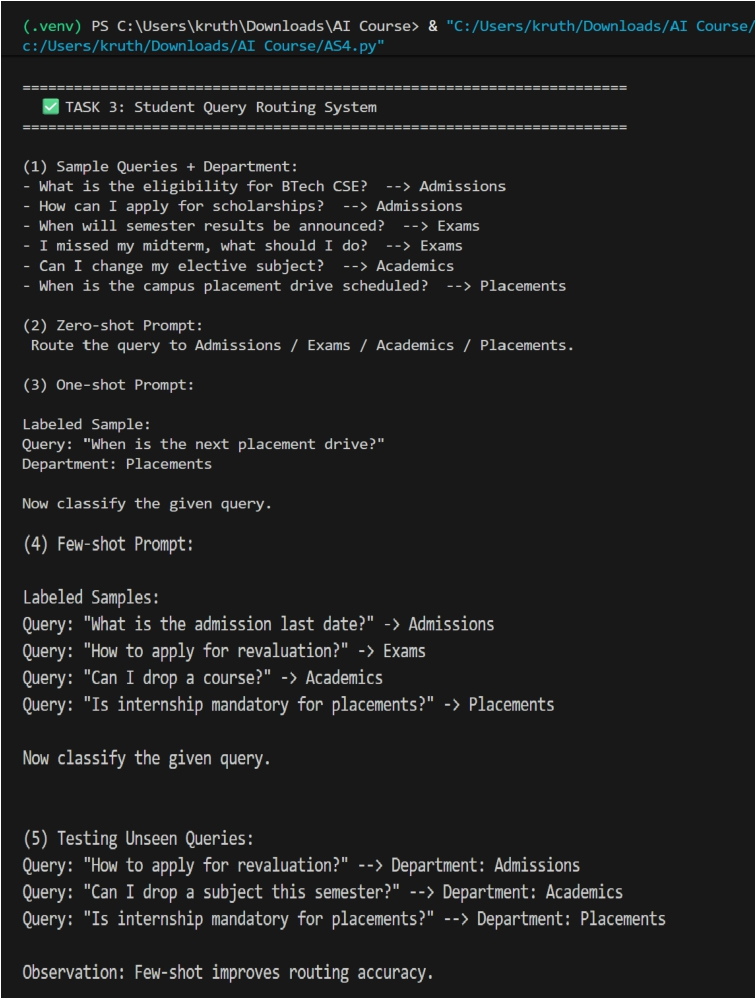 (.venv) PS C:\Users\kruth\Downloads\AI Course> & "C:/Users/kruth/Downloads/AI Course/
c:/Users/kruth/Downloads/AI Course/AS4.py"
======================================================================
✅ TASK 3: Student Query Routing System
======================================================================
(1) Sample Queries + Department:
- What is the eligibility for BTech CSE?  --> Admissions
- How can I apply for scholarships?  --> Admissions
- When will semester results be announced?  --> Exams
- I missed my midterm, what should I do?  --> Exams
- Can I change my elective subject?  --> Academics
- When is the campus placement drive scheduled?  --> Placements
(2) Zero-shot Prompt:
Route the query to Admissions / Exams / Academics / Placements.
(3) One-shot Prompt:
Labeled Sample:
Query: "When is the next placement drive?"
Department: Placements
Now classify the given query.
(4) Few-shot Prompt:
Labeled Samples:
Query: "What is the admission last date?" -> Admissions
Query: "How to apply for revaluation?" -> Exams
Query: "Can I drop a course?" -> Academics
Query: "Is internship mandatory for placements?" -> Placements
Now classify the given query.
(5) Testing Unseen Queries:
Query: "How to apply for revaluation?" --> Department: Admissions
Query: "Can I drop a subject this semester?" --> Department: Academics
Query: "Is internship mandatory for placements?" --> Department: Placements
Observation: Few-shot improves routing accuracy.